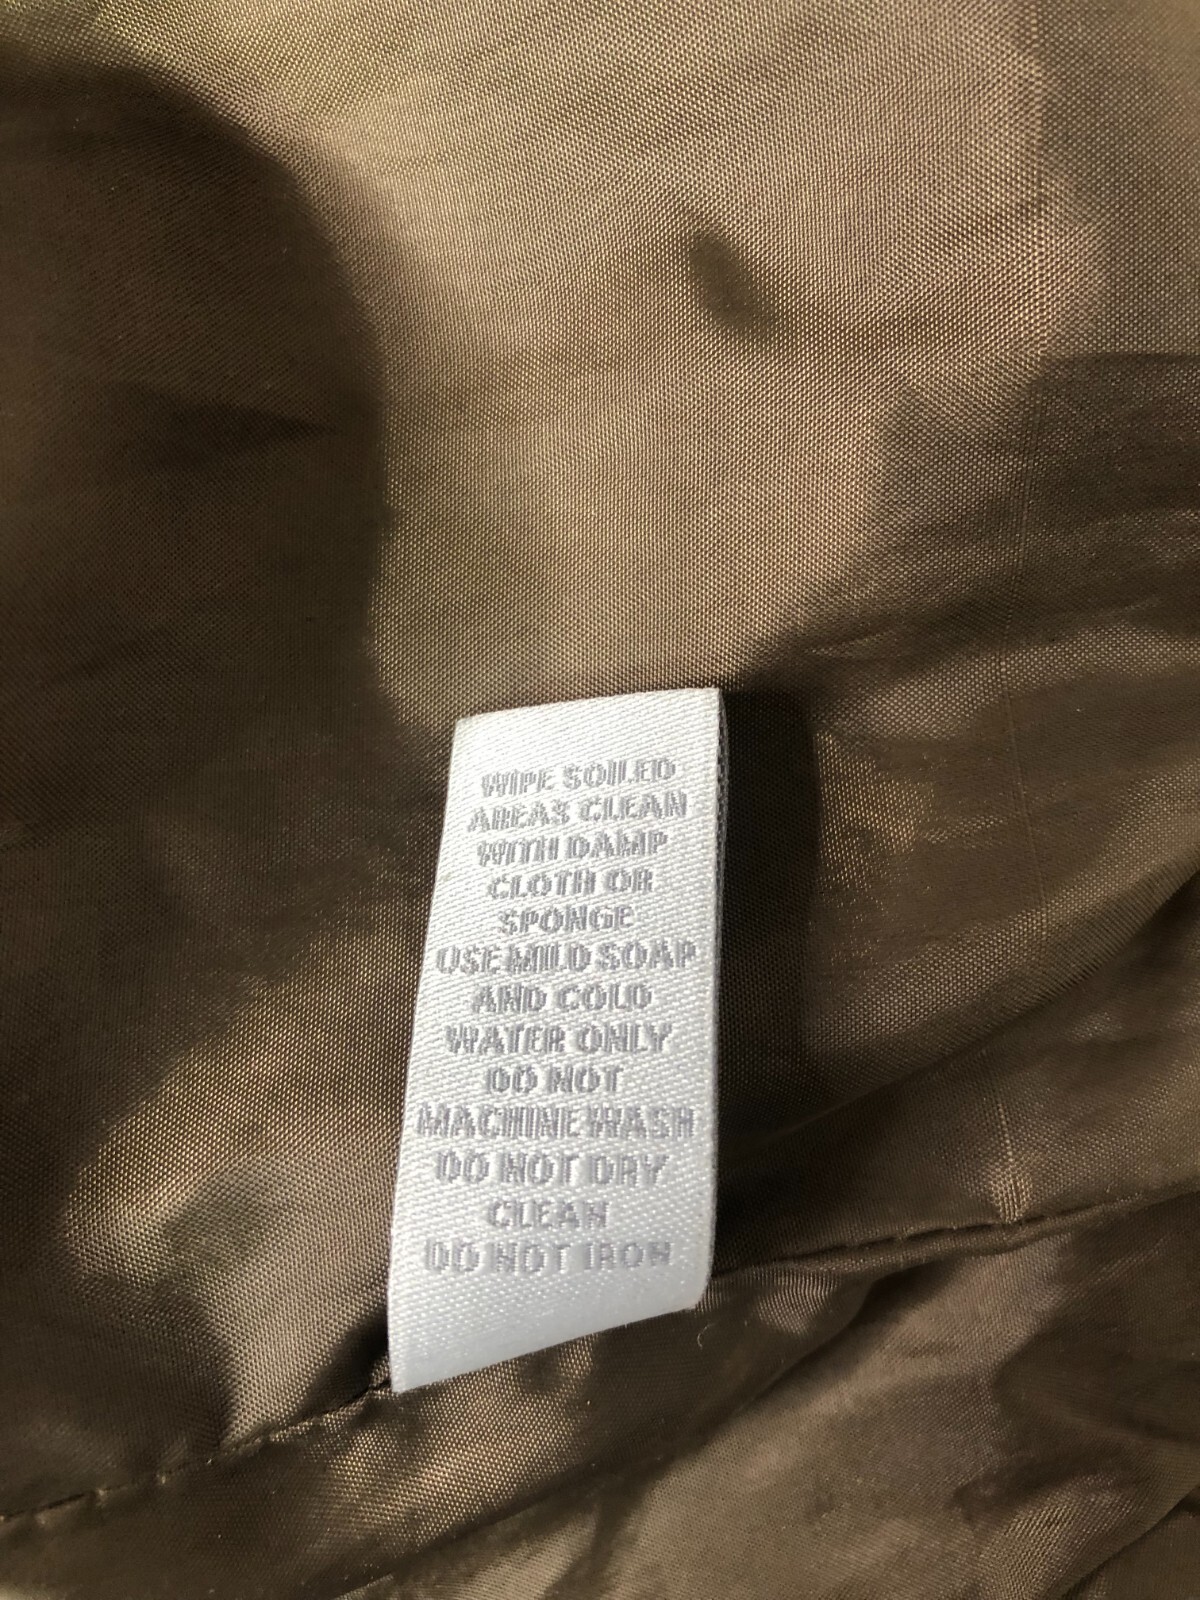 WIPE SOILED
AREAS CLEAN
WITH DAMP
CLOTH OR
SPONGE
USE MILD SOAP
AND COLD
WATER ONLY
DO NOT
MACHINE WASH
DO NOT DRY
CLEAN
DO NOT IRON